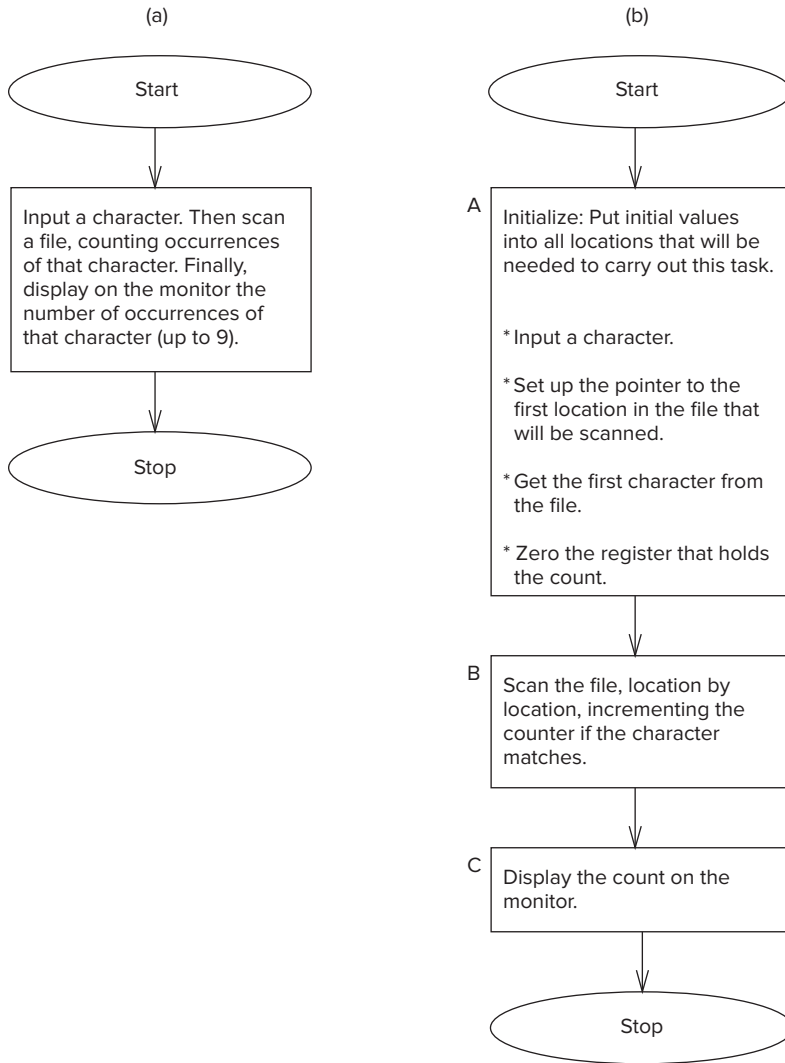 (a)
Start
Input a character. Then scan
a file, counting occurrences
of that character. Finally,
display on the monitor the
number of occurrences of
that character (up to 9).
Stop
(b)
Start
A
Initialize: Put initial values
into all locations that will be
needed to carry out this task.
* Input a character.
* Set up the pointer to the
first location in the file that
will be scanned.
* Get the first character from
the file.
* Zero the register that holds
the count.
B
Scan the file, location by
location, incrementing the
counter if the character
matches.
C
Display the count on the
monitor.
Stop